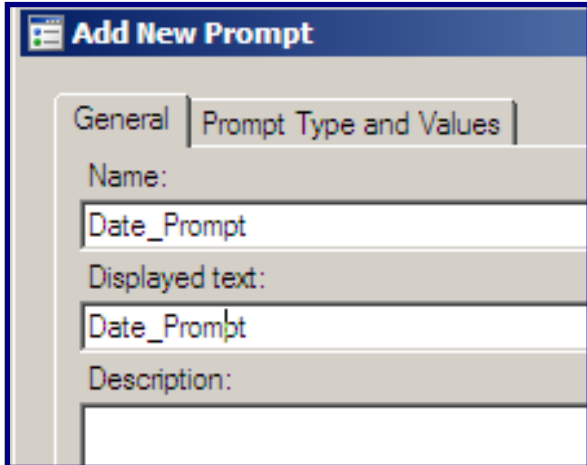 Add New Prompt
General Prompt Type and Values
Name:
Date_Prompt
Displayed text:
Date_Prompt
Description: